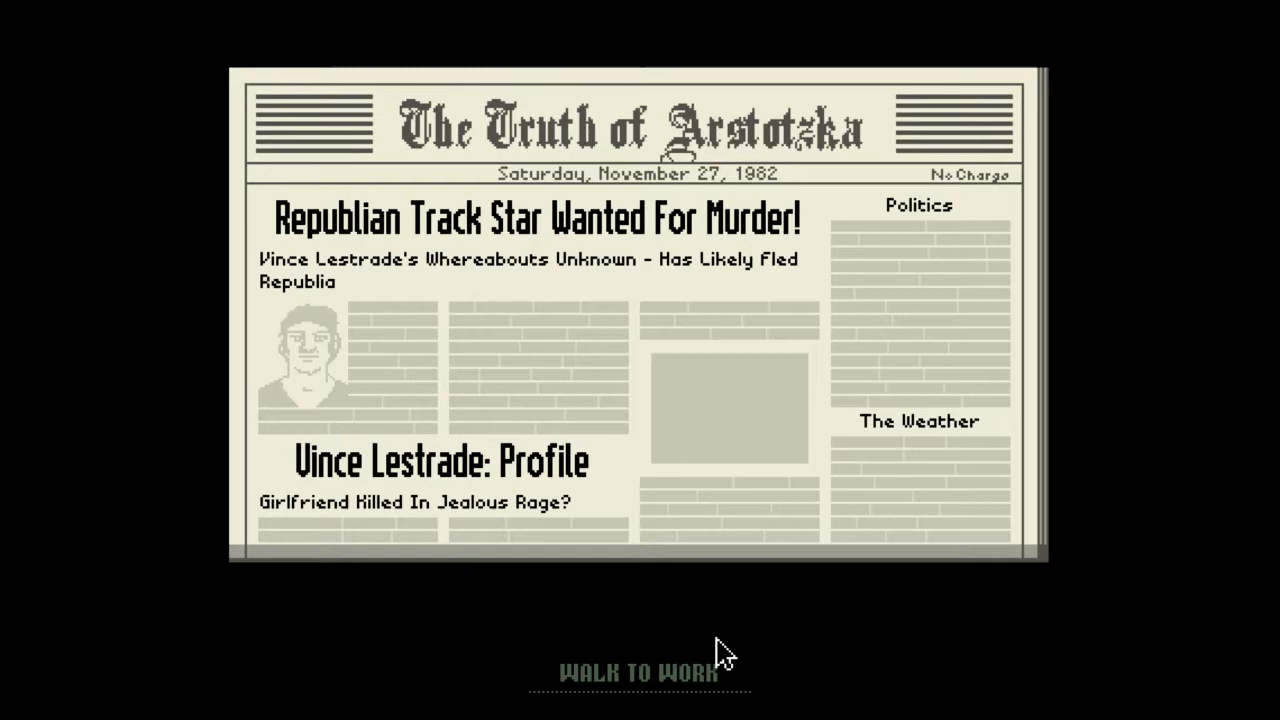 The Truth of Arstotzka
Saturday, November 27, 1982
No Charge
Republian Track Star Wanted For Murder!
Vince Lestrade's Whereabouts Unknown - Has Likely Fled
Republia
Vince Lestrade: Profile
Girlfriend Killed In Jealous Rage?
Politics
The Weather
WALK TO WORK